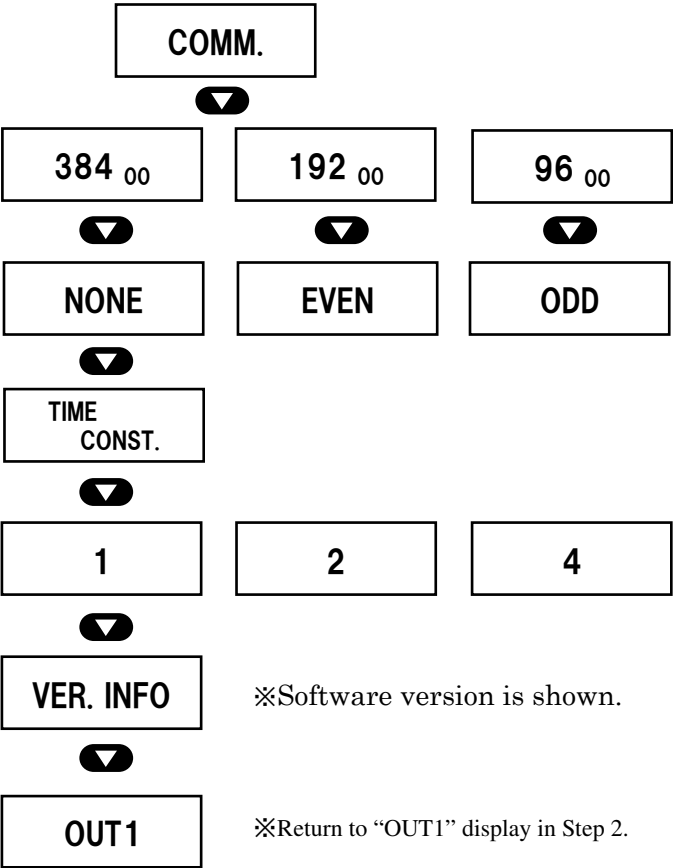 COMM.
384 00 192 00 96 00
NONE EVEN ODD
TIME
CONST.
1 2 4
VER. INFO ※Software version is shown.
OUT1 ※Return to “OUT1” display in Step 2.